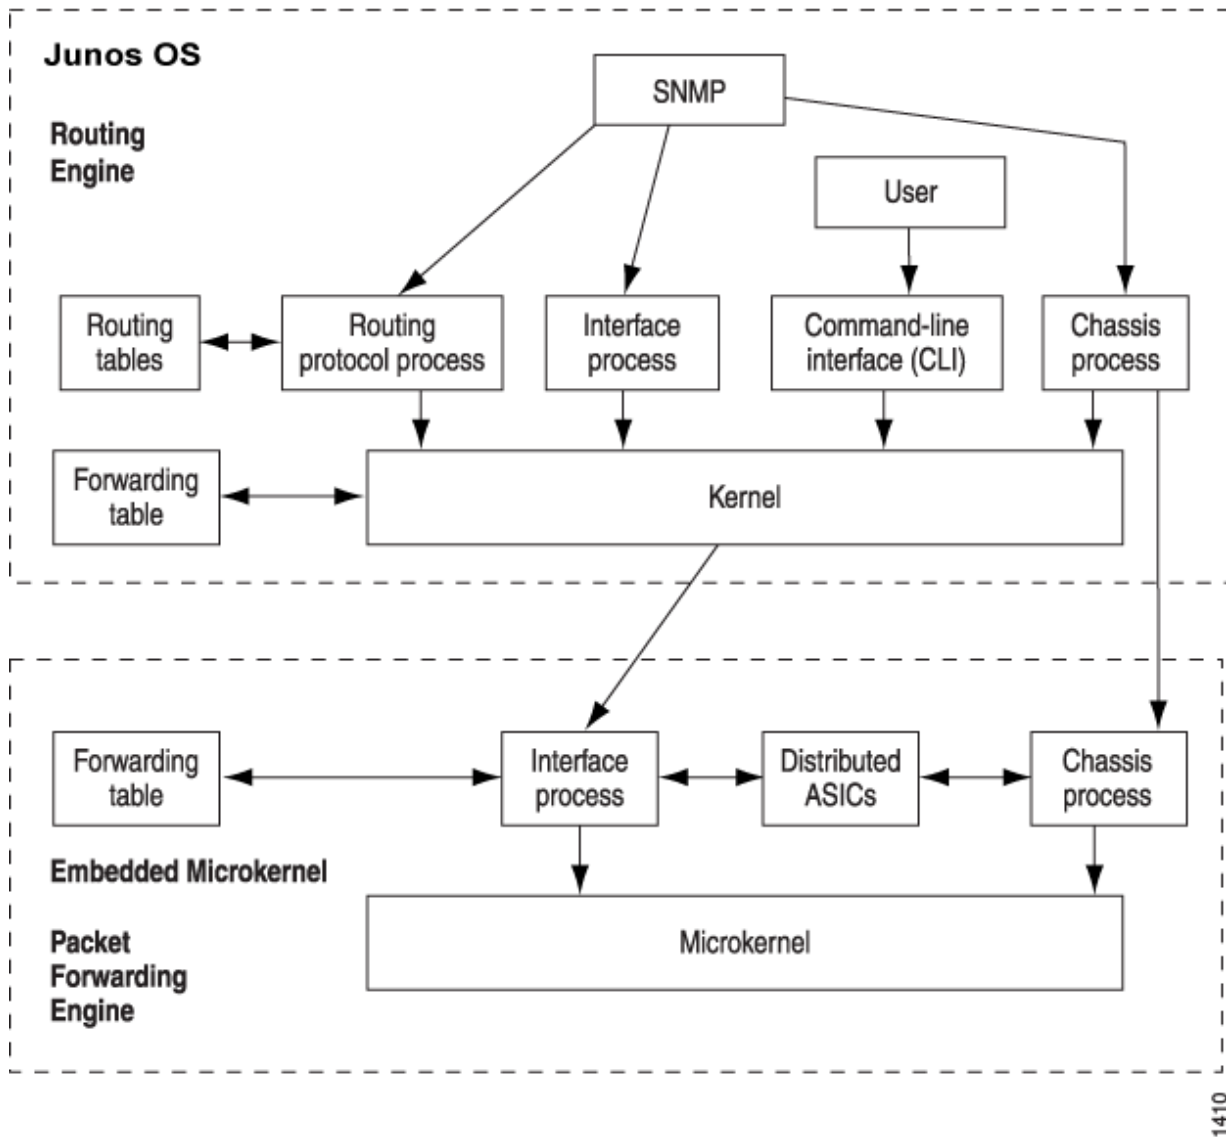 Junos OS
SNMP
Routing
Engine
User
Routing
tables
Routing
protocol process
Interface
process
Command-line
interface (CLI)
Chassis
process
Forwarding
table
Kernel
Forwarding
table
Interface
process
Distributed
ASICs
Chassis
process
Embedded Microkernel
Packet
Forwarding
Engine
Microkernel
1410